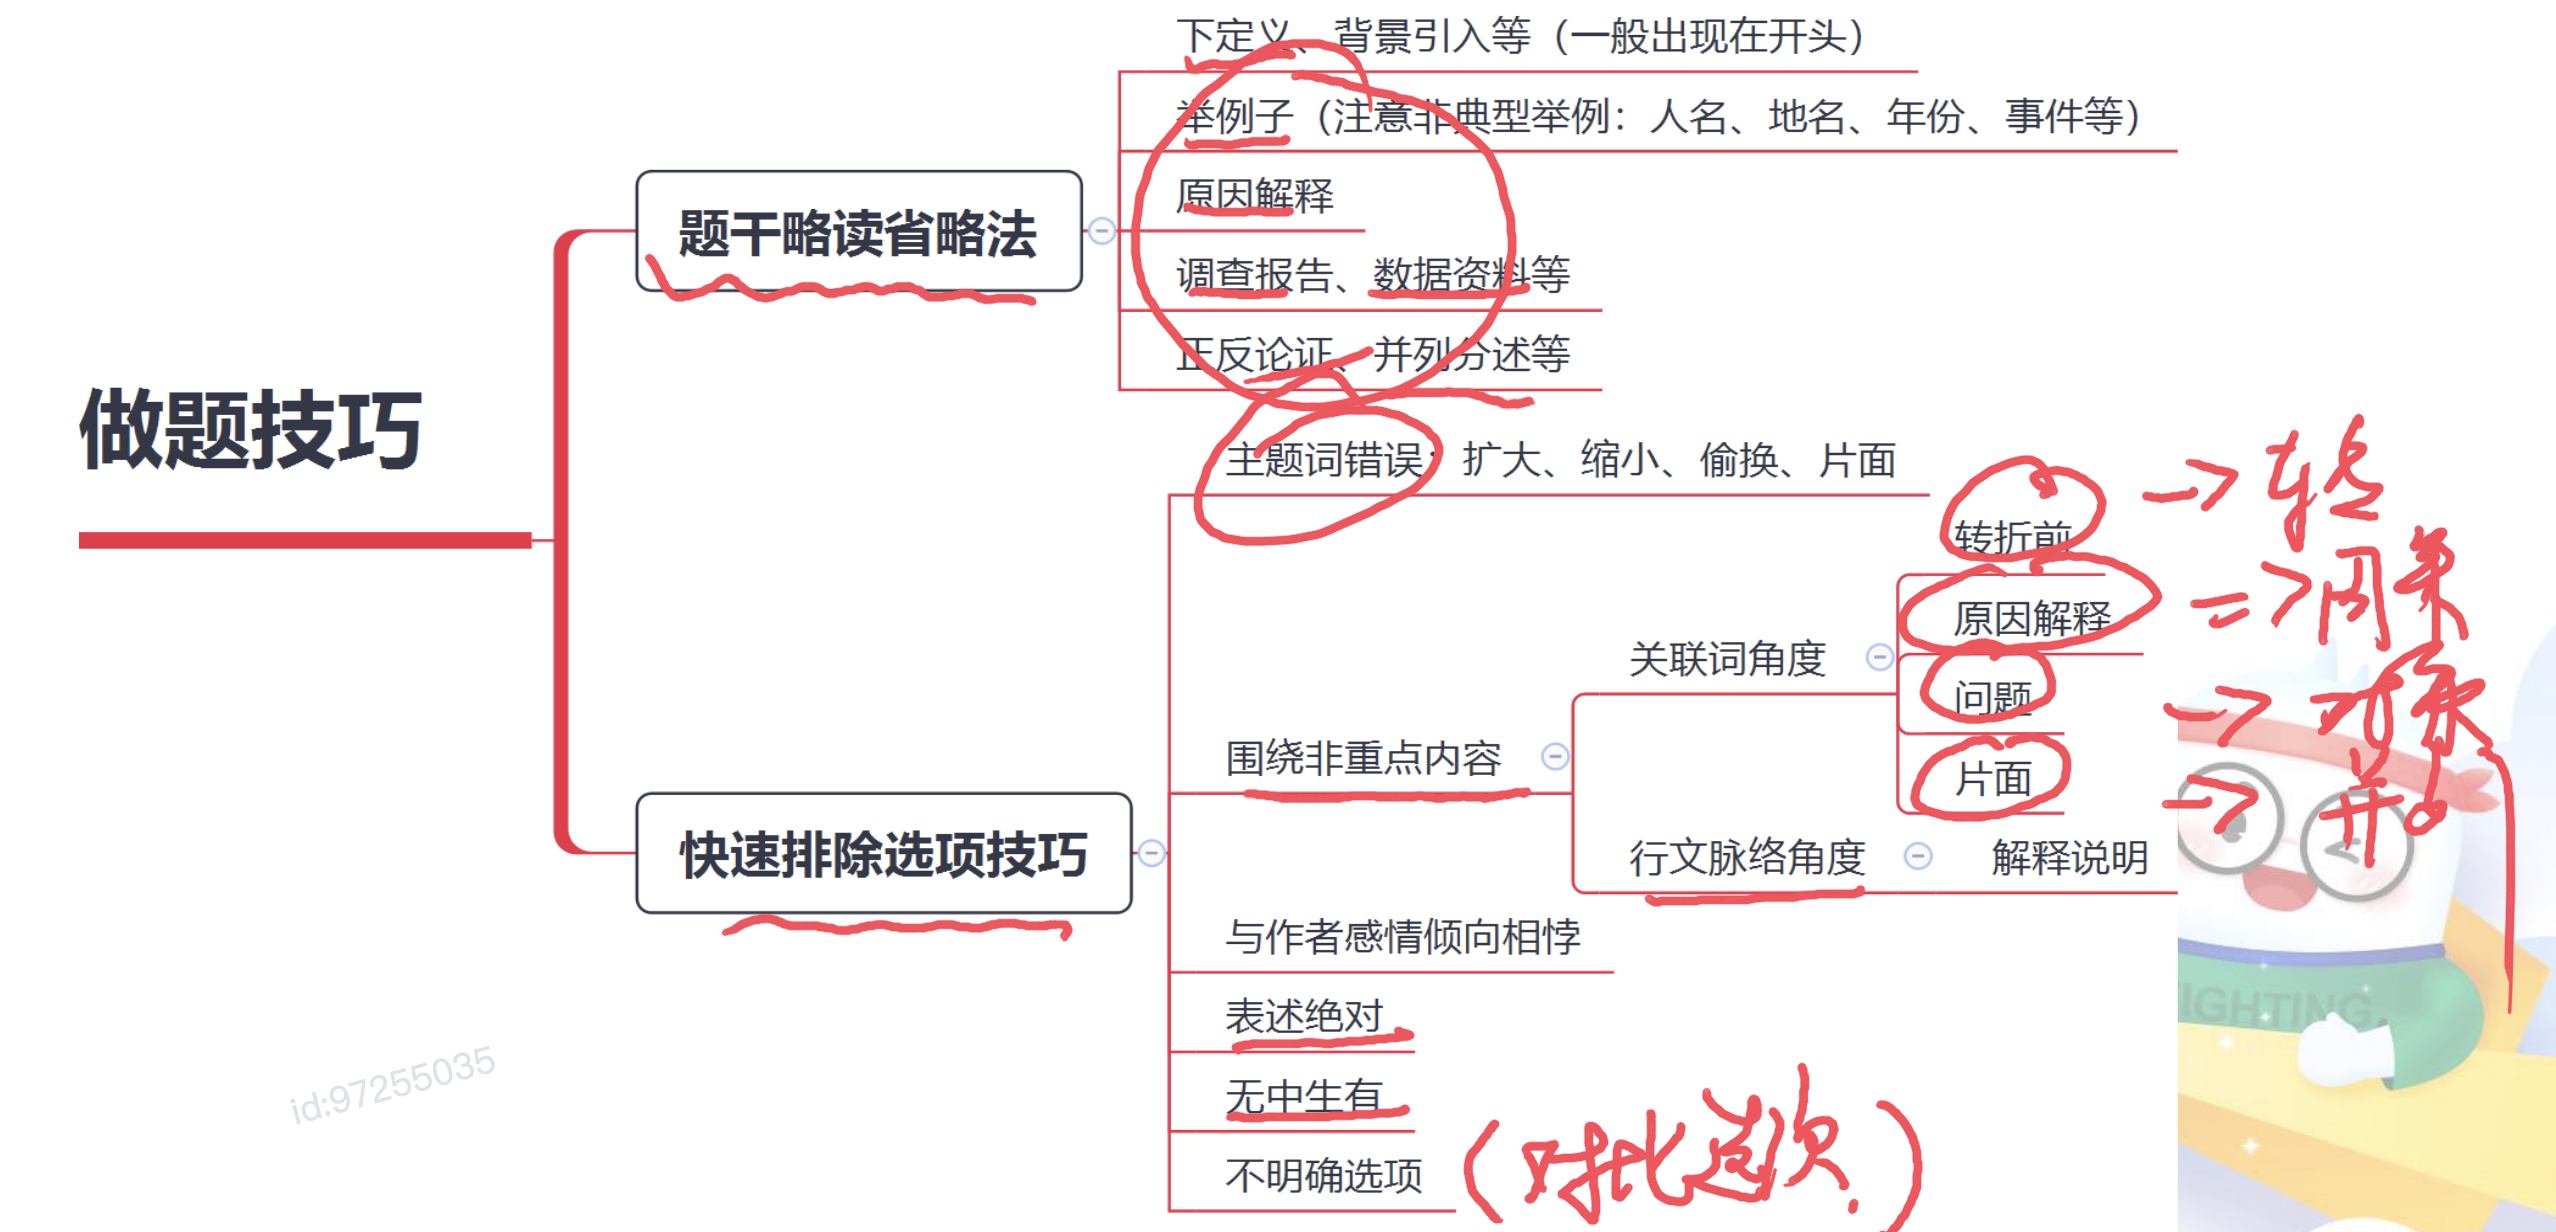 下定义、背景引入等（一般出现在开头）
举例子（注意非典型举例：人名、地名、年份、事件等）
原因解释
题干略读省略法
调查报告、数据资料等
正反论证、并列分述等
做题技巧
主题词错误：扩大、缩小、偷换、片面
转折前
原因解释
关联词角度
问题
围绕非重点内容
片面
快速排除选项技巧
行文脉络角度
解释说明
与作者感情倾向相悖
表述绝对
无中生有
不明确选项
（对比选项）
id:97255035
FIGHTING